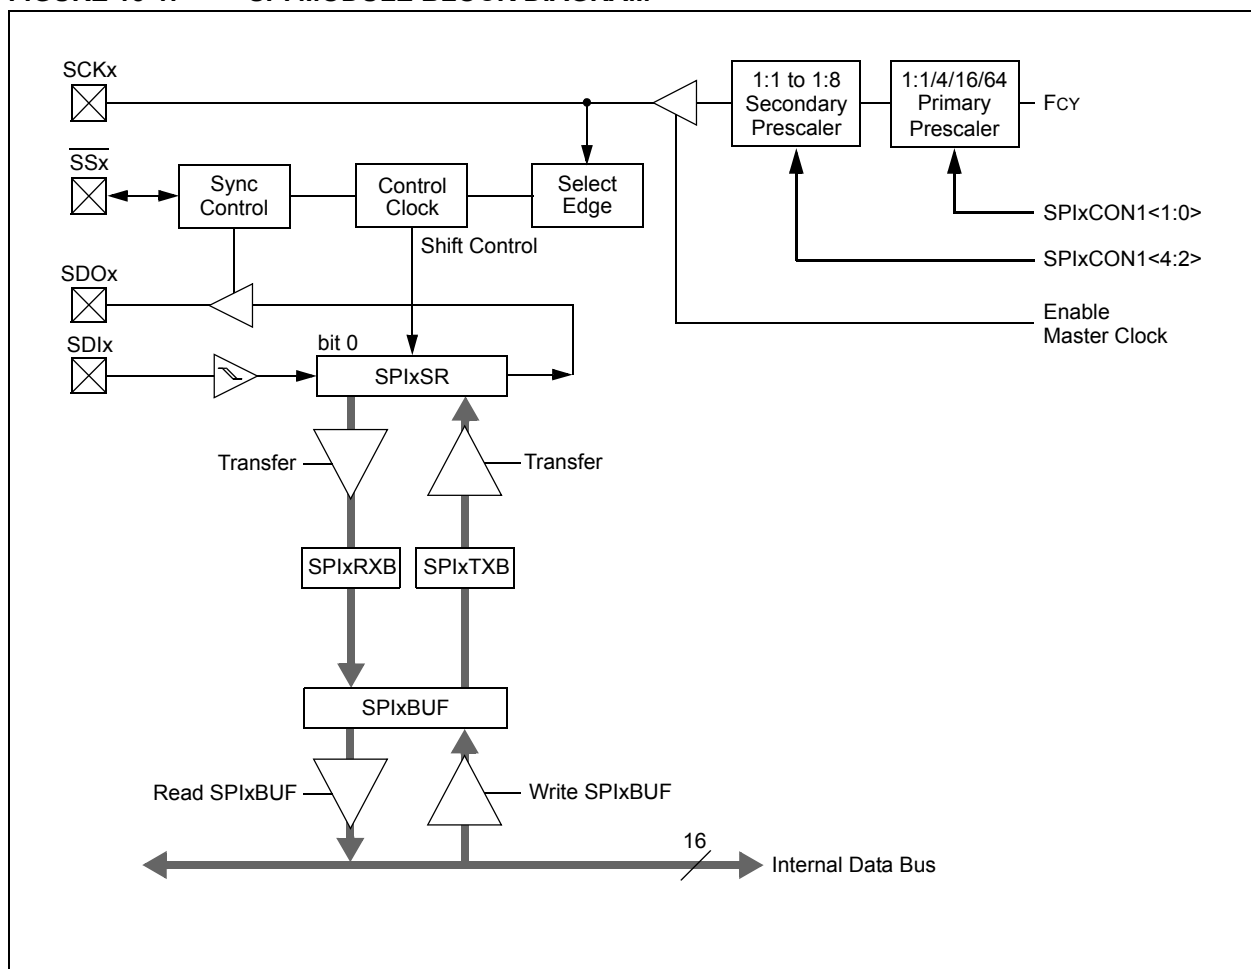 SCKx
SSx
SDOx
SDIx
Sync
Control
Control
Clock
Select
Edge
Shift Control
1:1 to 1:8
Secondary
Prescaler
1:1/4/16/64
Primary
Prescaler
FCY
SPIxCON1<1:0>
SPIxCON1<4:2>
Enable
Master Clock
bit 0
SPIxSR
Transfer
Transfer
SPIxRXB
SPIxTXB
SPIxBUF
Read SPIxBUF
Write SPIxBUF
16
Internal Data Bus